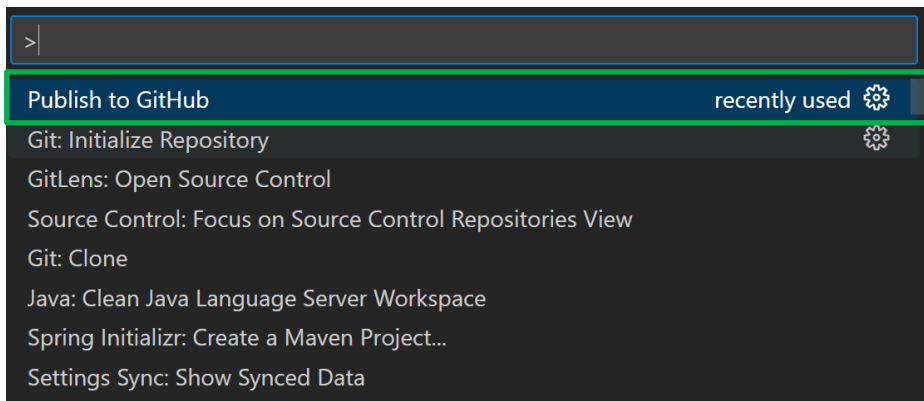 >
Publish to GitHub recently used
Git: Initialize Repository
GitLens: Open Source Control
Source Control: Focus on Source Control Repositories View
Git: Clone
Java: Clean Java Language Server Workspace
Spring Initializr: Create a Maven Project...
Settings Sync: Show Synced Data